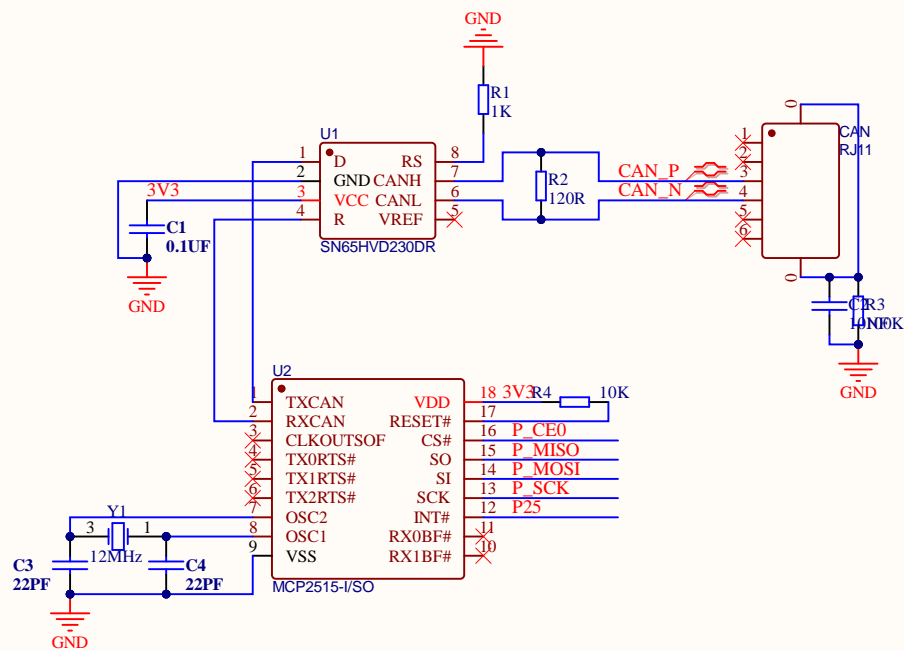 GND
R1
1K
U1
1 D RS 8
2 GND CANH 7
3V3 3 VCC CANL 6
4 R VREF 5
SN65HVD230DR
C1
0.1UF
GND
R2
120R
CAN_P
CAN_N
0
CAN
RJ11
1
2
3
4
5
6
0
C2 R3
10NF 100K
GND
U2
1 TXCAN VDD 18 3V3 R4 10K
2 RXCAN RESET# 17
3 CLKOUTSOF CS# 16 P_CE0
4 TX0RTS# SO 15 P_MISO
5 TX1RTS# SI 14 P_MOSI
6 TX2RTS# SCK 13 P_SCK
7 OSC2 INT# 12 P25
8 OSC1 RX0BF# 11
9 VSS RX1BF# 10
MCP2515-I/SO
Y1
3 1
12MHz
C3
22PF
C4
22PF
GND